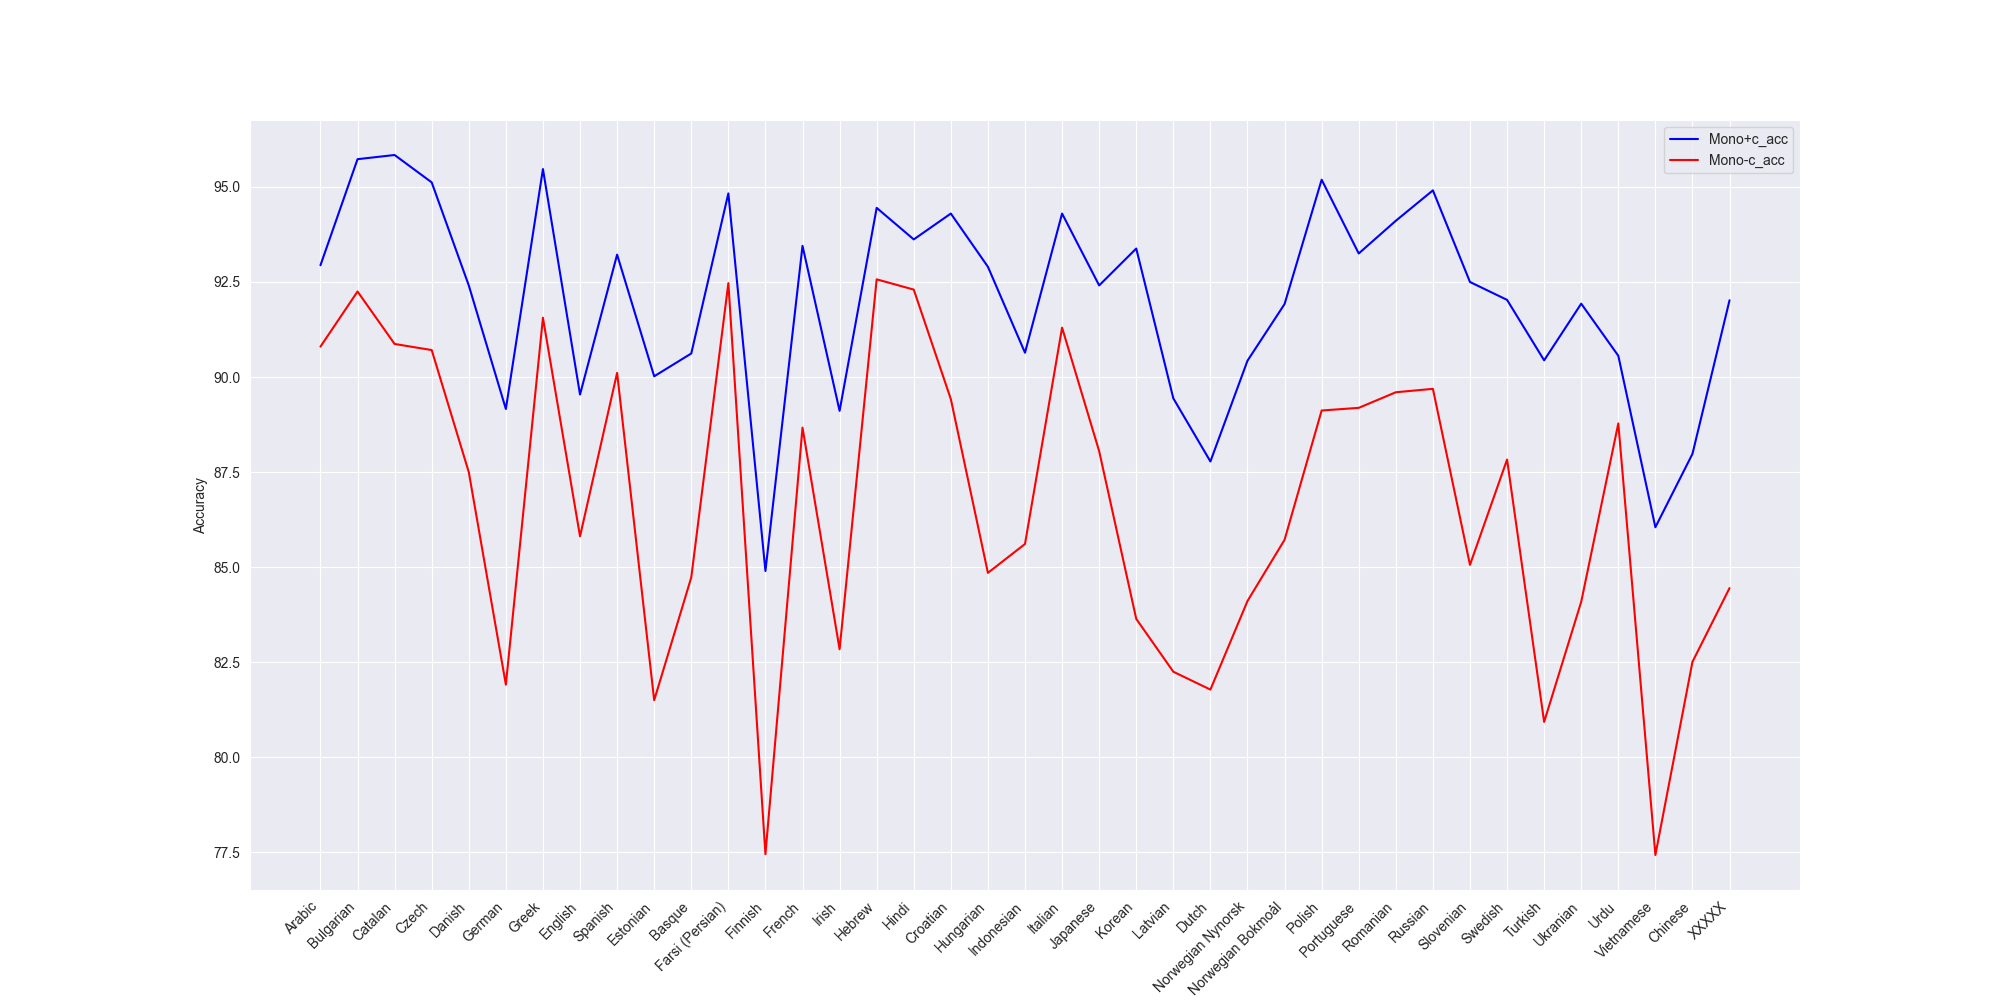 Mono+c_acc
Mono-c_acc
95.0
92.5
90.0
87.5
85.0
82.5
80.0
77.5
Accuracy
Arabic
Bulgarian
Catalan
Czech
Danish
German
Greek
English
Spanish
Estonian
Basque
Farsi (Persian)
Finnish
French
Irish
Hebrew
Hindi
Croatian
Hungarian
Indonesian
Italian
Japanese
Korean
Latvian
Dutch
Norwegian Nynorsk
Norwegian Bokmoål
Polish
Portuguese
Romanian
Russian
Slovenian
Swedish
Turkish
Ukranian
Urdu
Vietnamese
Chinese
XXXXX